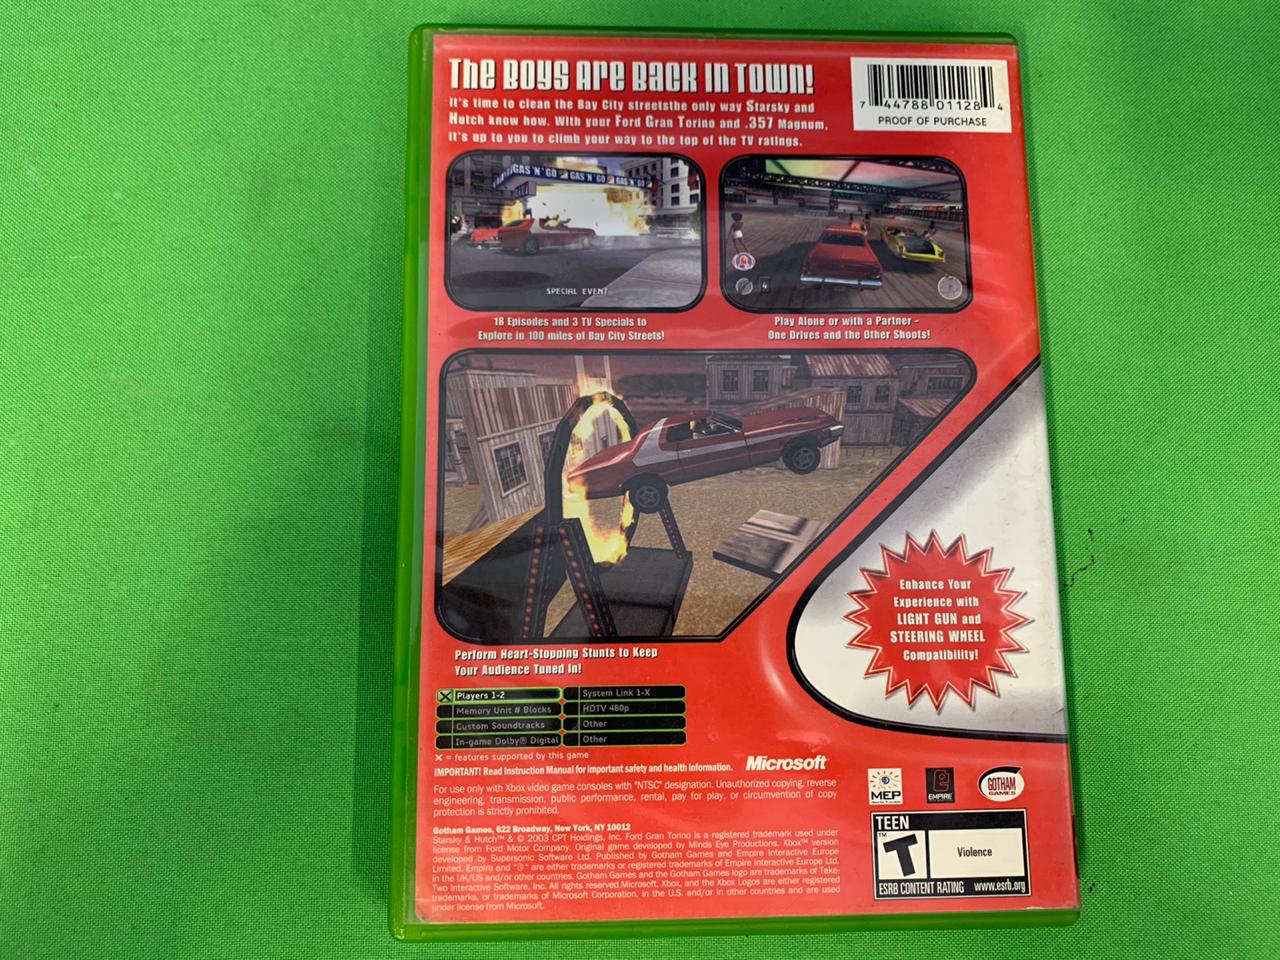 The Boys Are Back In Town!
It's time to clean the Bay City streetsthe only way Starsky and
Hutch know how. With your Ford Gran Torino and .357 Magnum,
it's up to you to climb your way to the top of the TV ratings.
7 44788 01128 4
PROOF OF PURCHASE
GAS 'N' GO GAS 'N' GO GAS 'N' GO
SPECIAL EVENT
4
18 Episodes and 3 TV Specials to
Explore in 100 miles of Bay City Streets!
Play Alone or with a Partner -
One Drives and the Other Shoots!
Enhance Your
Experience with
LIGHT GUN and
STEERING WHEEL
Compatibility!
Perform Heart-Stopping Stunts to Keep
Your Audience Tuned In!
X Players 1-2
Memory Unit # Blocks
Custom Soundtracks
In-game Dolby® Digital
System Link 1-X
HDTV 480p
Other
Other
X = features supported by this game
IMPORTANT! Read Instruction Manual for important safety and health information.
Microsoft
For use only with Xbox video game consoles with "NTSC" designation. Unauthorized copying, reverse
engineering, transmission, public performance, rental, pay for play, or circumvention of copy
protection is strictly prohibited.
MEP
EMPIRE
GOTHAM
GAMES
Gotham Games, 622 Broadway, New York, NY 10012
Starsky & Hutch™ & © 2003 CPT Holdings, Inc. Ford Gran Torino is a registered trademark used under
license from Ford Motor Company. Original game developed by Minds Eye Productions. Xbox™ version
developed by Supersonic Software Ltd. Published by Gotham Games and Empire Interactive Europe
Limited. Empire and " " are either trademarks or registered trademarks of Empire Interactive Europe Ltd.
in the UK/US and/or other countries. Gotham Games and the Gotham Games logo are trademarks of Take-
Two Interactive Software, Inc. All rights reserved.Microsoft, Xbox, and the Xbox Logos are either registered
trademarks, or trademarks of Microsoft Corporation, in the U.S. and/or in other countries and are used
under license from Microsoft.
TEEN
T
™
Violence
ESRB CONTENT RATING www.esrb.org